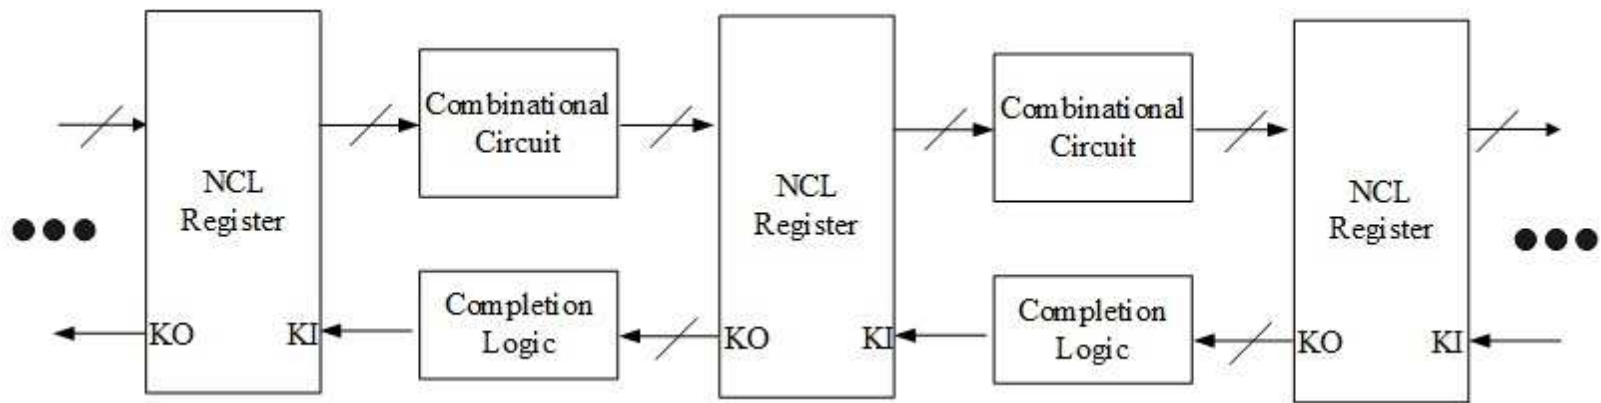 Combinational
Circuit
Combinational
Circuit
NCL
Register
NCL
Register
NCL
Register
Completion
Logic
Completion
Logic
KO
KI
KO
KI
KO
KI